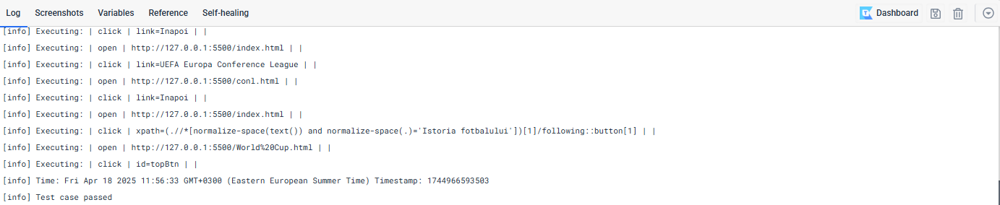 Log Screenshots Variables Reference Self-healing Dashboard
[info] Executing: | click | link=Inapoi | |
[info] Executing: | open | http://127.0.0.1:5500/index.html | |
[info] Executing: | click | link=UEFA Europa Conference League | |
[info] Executing: | open | http://127.0.0.1:5500/conl.html | |
[info] Executing: | click | link=Inapoi | |
[info] Executing: | open | http://127.0.0.1:5500/index.html | |
[info] Executing: | click | xpath=(.//*[normalize-space(text()) and normalize-space(.)='Istoria fotbalului'])[1]/following::button[1] | |
[info] Executing: | open | http://127.0.0.1:5500/World%20Cup.html | |
[info] Executing: | click | id=topBtn | |
[info] Time: Fri Apr 18 2025 11:56:33 GMT+0300 (Eastern European Summer Time) Timestamp: 1744966593503
[info] Test case passed